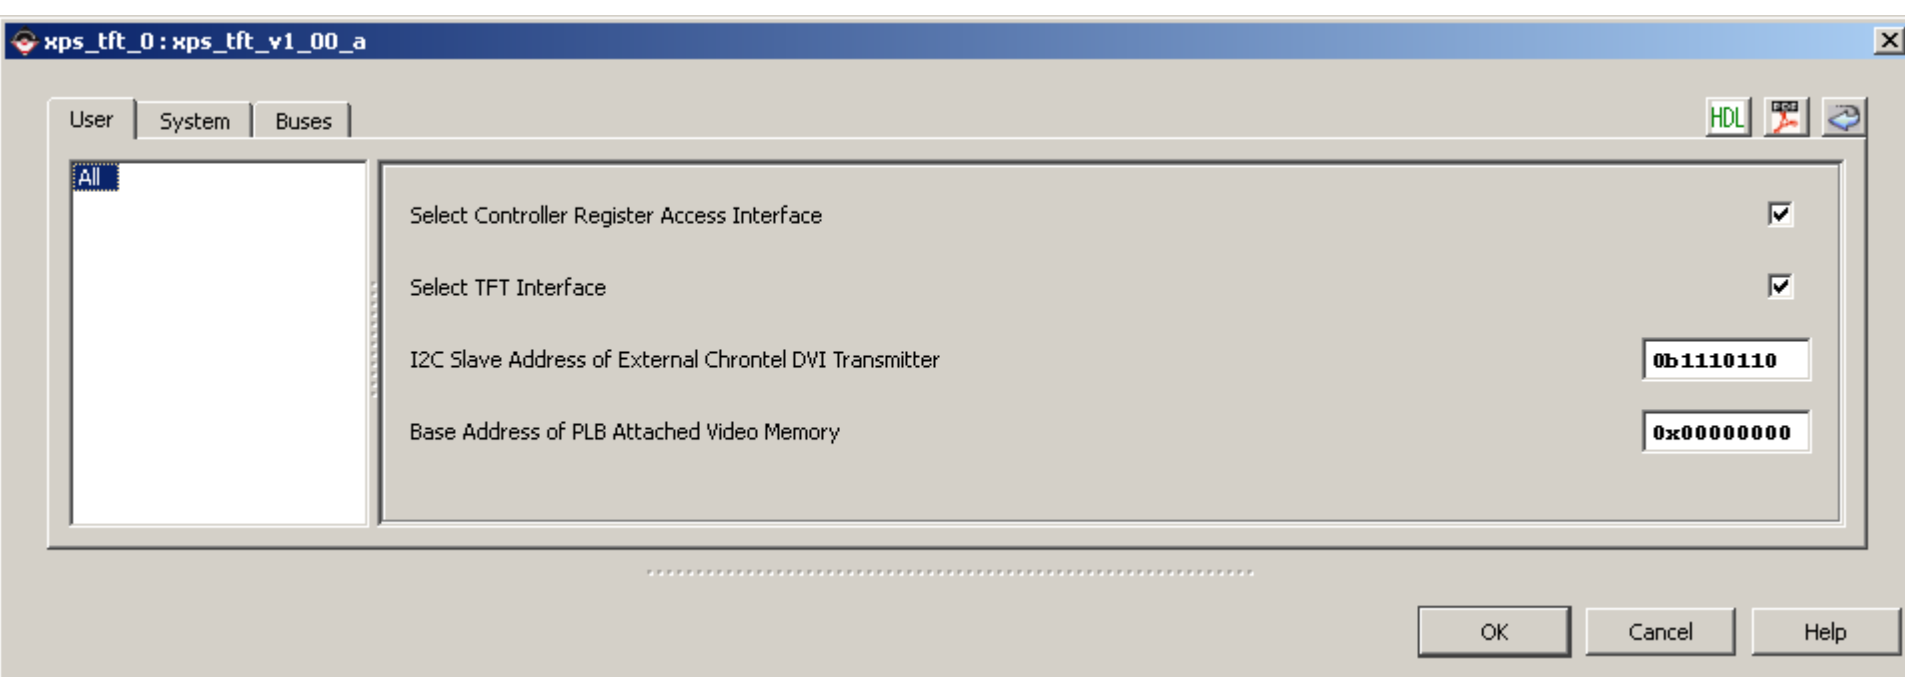 xps_tft_0 : xps_tft_v1_00_a
User System Buses
HDL PDF
All
Select Controller Register Access Interface
Select TFT Interface
I2C Slave Address of External Chrontel DVI Transmitter 0b1110110
Base Address of PLB Attached Video Memory 0x00000000
OK Cancel Help